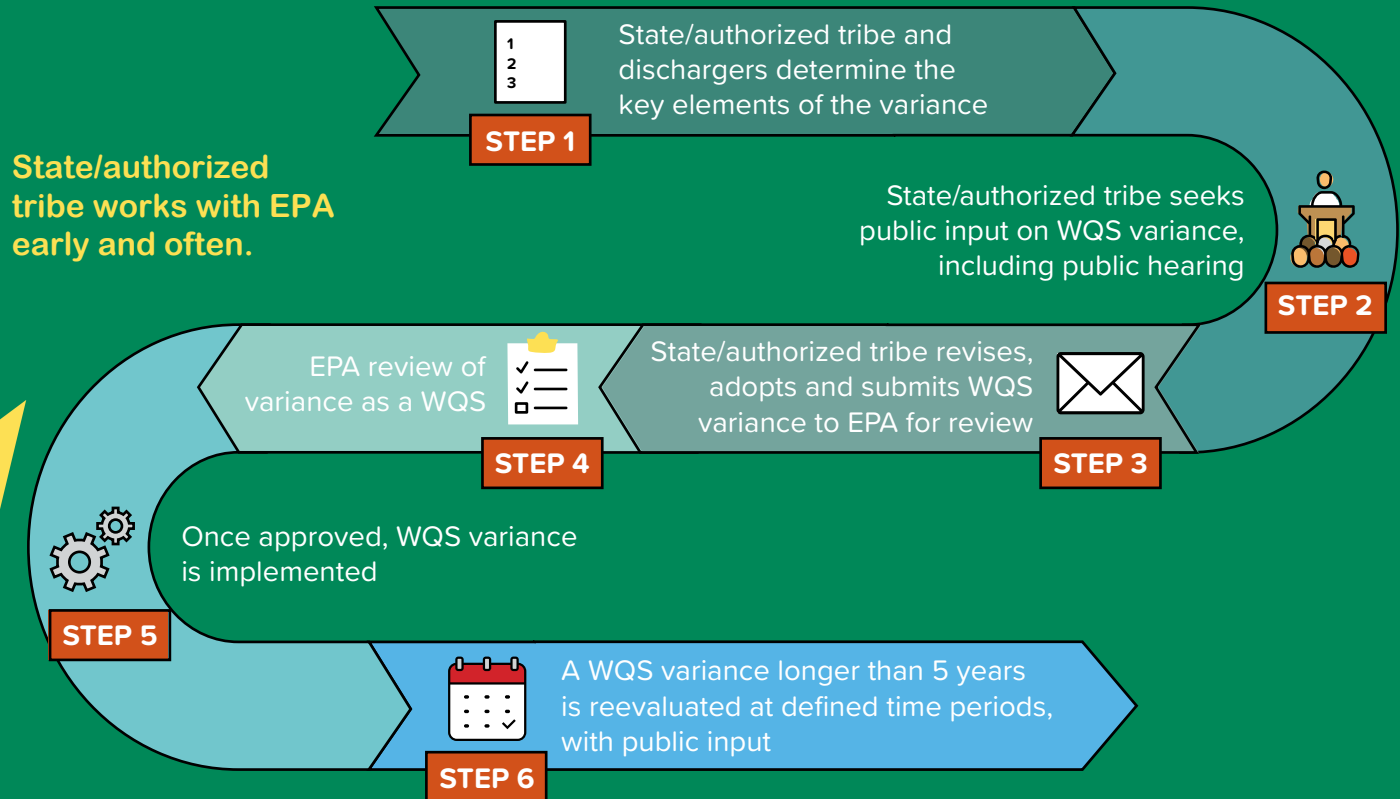 1
2
3
State/authorized tribe and
dischargers determine the
key elements of the variance
STEP 1
State/authorized
tribe works with EPA
early and often.
State/authorized tribe seeks
public input on WQS variance,
including public hearing
STEP 2
State/authorized tribe revises,
adopts and submits WQS
variance to EPA for review
STEP 3
EPA review of
variance as a WQS
STEP 4
Once approved, WQS variance
is implemented
STEP 5
A WQS variance longer than 5 years
is reevaluated at defined time periods,
with public input
STEP 6